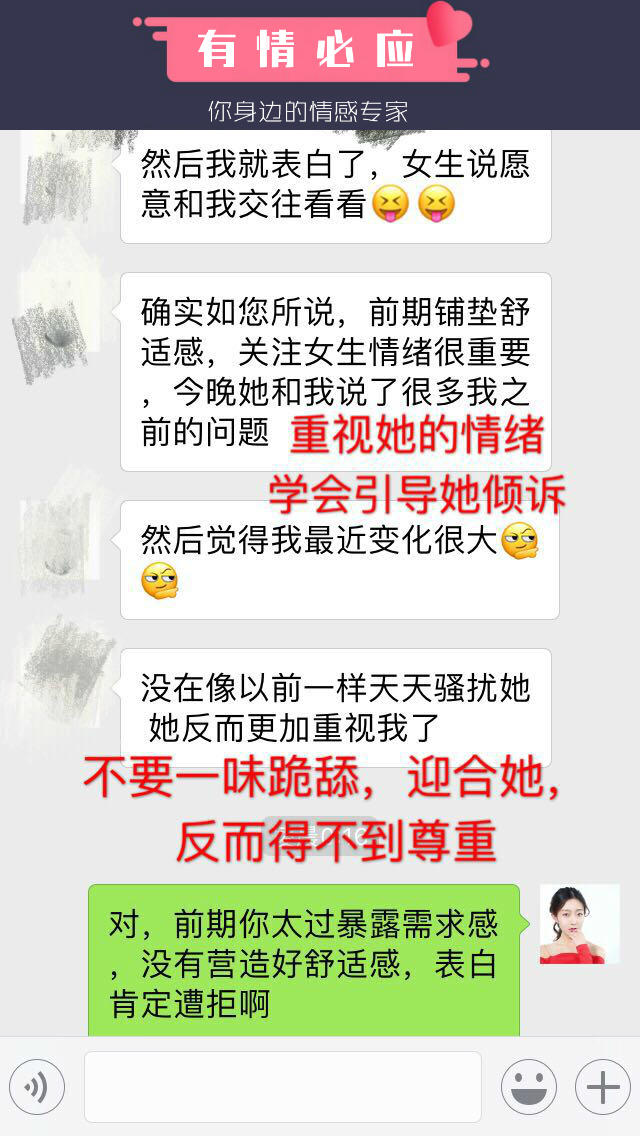 有情必应
你身边的情感专家
然后我就表白了，女生说愿
意和我交往看看😝😝
确实如您所说，前期铺垫舒
适感，关注女生情绪很重要
，今晚她和我说了很多我之
前的问题 重视她的情绪
学会引导她倾诉
然后觉得我最近变化很大
没在像以前一样天天骚扰她
她反而更加重视我了
不要一味跪舔，迎合她，
反而得不到尊重
对，前期你太过暴露需求感
，没有营造好舒适感，表白
肯定遭拒啊